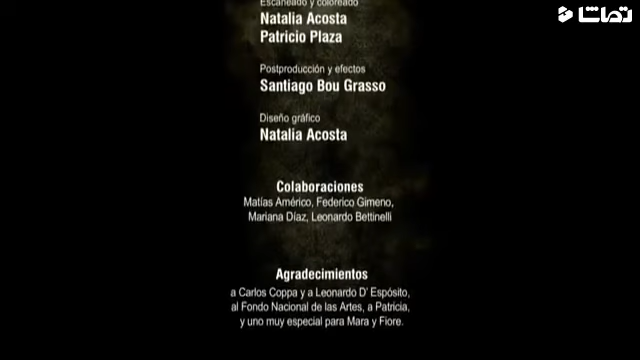 تماشا
Escaneado y coloreado
Natalia Acosta
Patricio Plaza
Postproducción y efectos
Santiago Bou Grasso
Diseño gráfico
Natalia Acosta
Colaboraciones
Matías Américo, Federico Gimeno,
Mariana Díaz, Leonardo Bettinelli
Agradecimientos
a Carlos Coppa y a Leonardo D' Espósito,
al Fondo Nacional de las Artes, a Patricia,
y uno muy especial para Mara y Fiore.